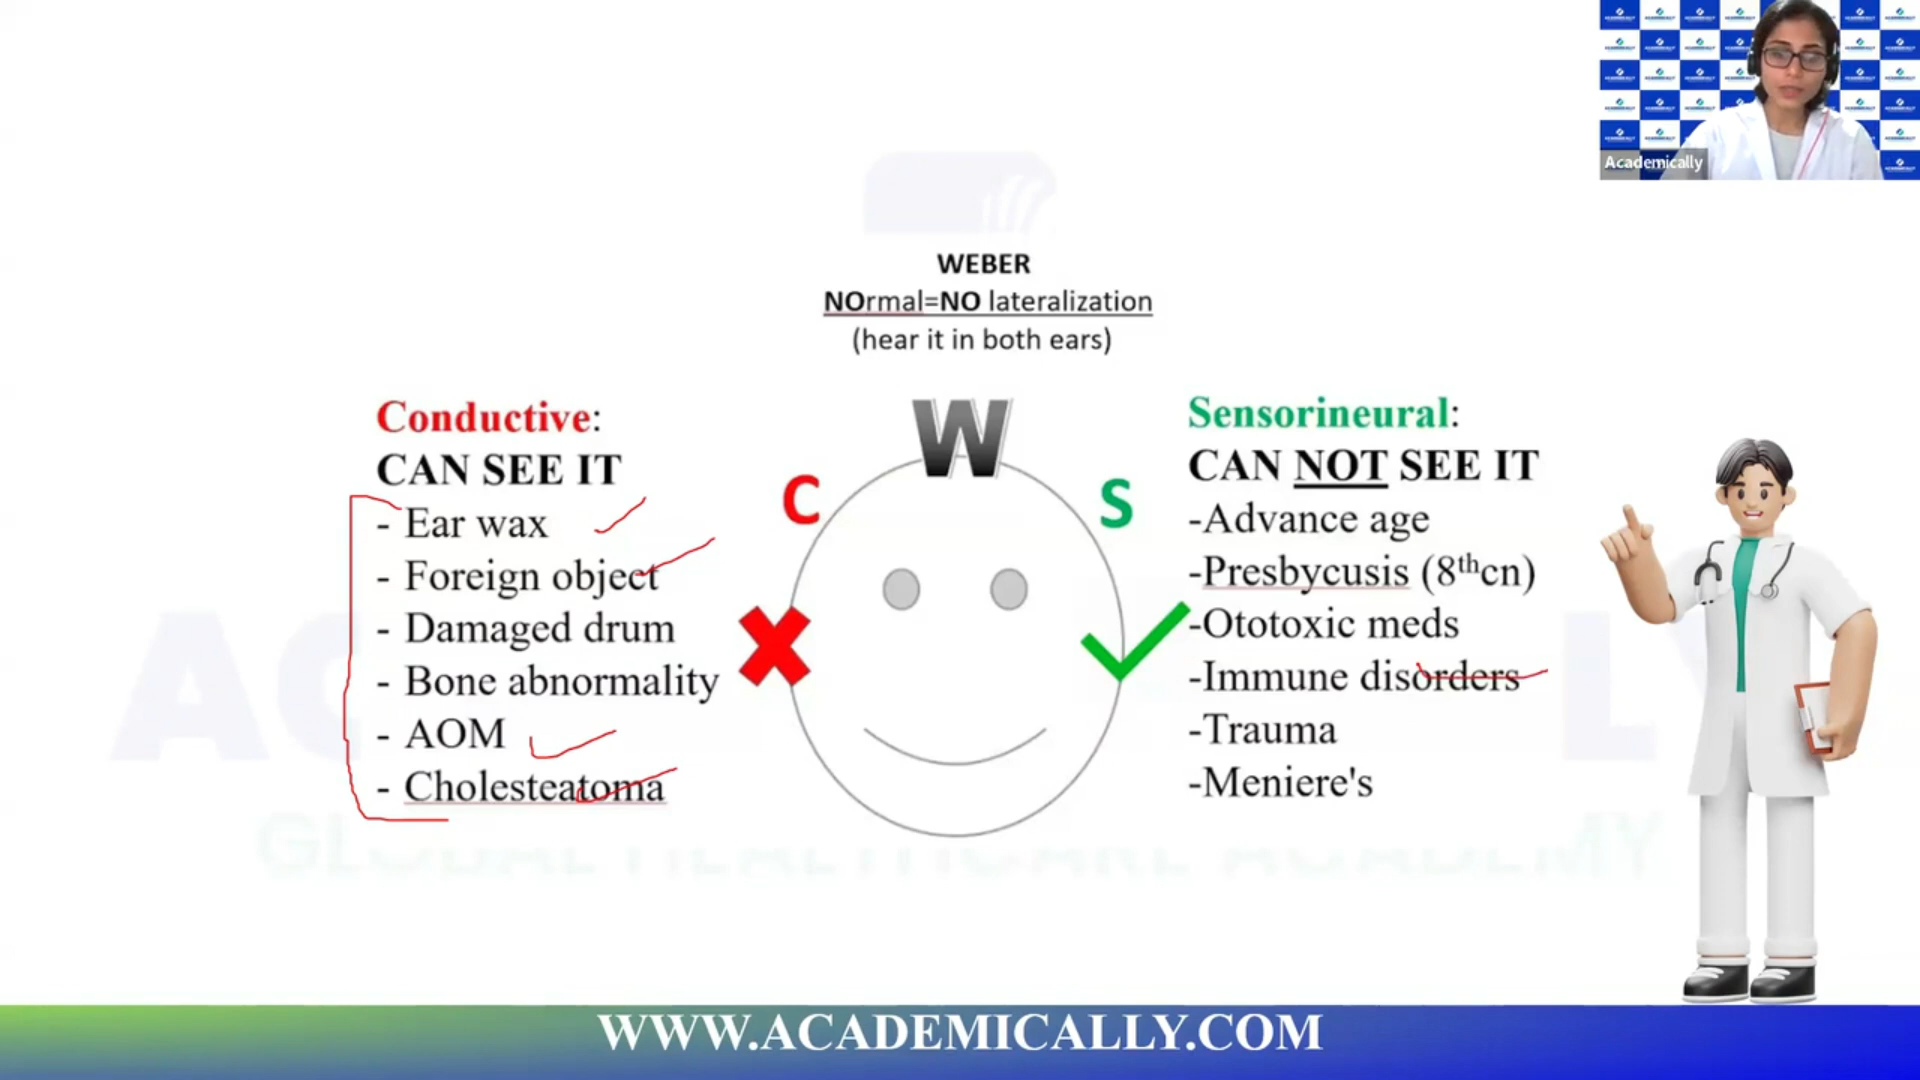 Academically
WEBER
NOrmal=NO lateralization
(hear it in both ears)
W
C
S
Conductive:
CAN SEE IT
- Ear wax
- Foreign object
- Damaged drum
- Bone abnormality
- AOM
- Cholesteatoma
Sensorineural:
CAN NOT SEE IT
-Advance age
-Presbycusis (8thcn)
-Ototoxic meds
-Immune disorders
-Trauma
-Meniere's
WWW.ACADEMICALLY.COM